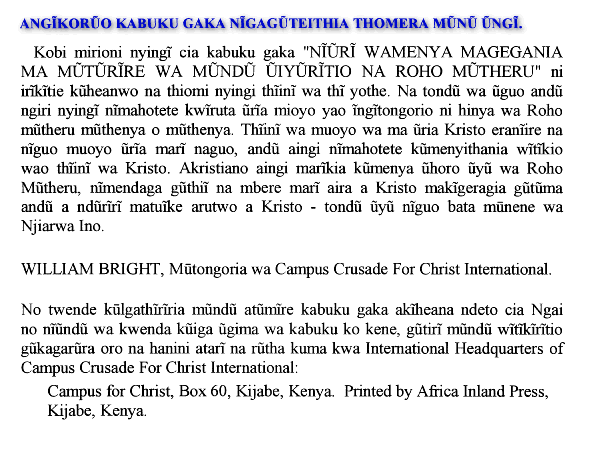 ANGĨKORŨO KABUKU GAKA NĨGAGŨTEITHIA THOMERA MŨNŨ ŨNGĨ.
Kobi mirioni nyingĩ cia kabuku gaka "NĨŨRĨ WAMENYA MAGEGANIA
MA MŨTŨRĨRE WA MŨNDŨ ŨIYŨRĨTIO NA ROHO MŨTHERU" ni
irĩkĩtie kũheanwo na thiomi nyingi thĩinĩ wa thĩ yothe. Na tondũ wa ũguo andũ
ngiri nyingĩ nĩmahotete kwĩruta ũrĩa mioyo yao ĩngĩtongorio ni hinya wa Roho
mũtheru mũthenya o mũthenya. Thĩinĩ wa muoyo wa ma ũria Kristo eranĩire na
nĩguo muoyo ũrĩa marĩ naguo, andũ aingi nĩmahotete kũmenyithania wĩtĩkio
wao thĩinĩ wa Kristo. Akristiano aingi marĩkia kũmenya ũhoro ũyũ wa Roho
Mũtheru, nĩmendaga gũthiĩ na mbere marĩ aira a Kristo makĩgeragia gũtũma
andũ a ndũrĩrĩ matuĩke arutwo a Kristo - tondũ ũyũ nĩguo bata mũnene wa
Njiarwa Ino.
WILLIAM BRIGHT, Mũtongoria wa Campus Crusade For Christ International.
No twende kũlgathĩrĩria mũndũ atũmĩre kabuku gaka akĩheana ndeto cia Ngai
no nĩũndũ wa kwenda kũiga ũgima wa kabuku ko kene, gũtirĩ mũndũ wĩtĩkĩrĩtio
gũkagarũra oro na hanini atarĩ na rũtha kuma kwa International Headquarters of
Campus Crusade For Christ International:
Campus for Christ, Box 60, Kijabe, Kenya. Printed by Africa Inland Press,
Kijabe, Kenya.